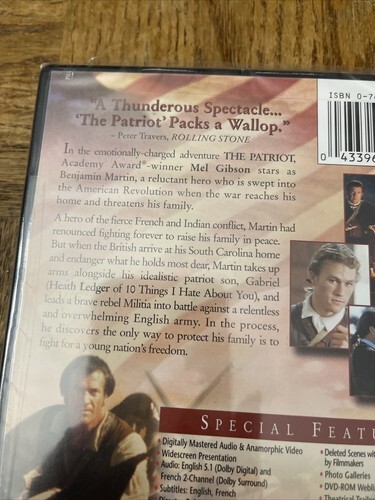 "A Thunderous Spectacle...
'The Patriot' Packs a Wallop."
– Peter Travers, ROLLING STONE
ISBN 0-7
0 43396
In the emotionally-charged adventure THE PATRIOT,
Academy Award®-winner Mel Gibson stars as
Benjamin Martin, a reluctant hero who is swept into
the American Revolution when the war reaches his
home and threatens his family.
A hero of the fierce French and Indian conflict, Martin had
renounced fighting forever to raise his family in peace.
But when the British arrive at his South Carolina home
and endanger what he holds most dear, Martin takes up
arms alongside his idealistic patriot son, Gabriel
(Heath Ledger of 10 Things I Hate About You), and
leads a brave rebel Militia into battle against a relentless
and overwhelming English army. In the process,
he discovers the only way to protect his family is to
fight for a young nation's freedom.
SPECIAL FEATU
• Digitally Mastered Audio & Anamorphic Video
Widescreen Presentation
Audio: English 5.1 (Dolby Digital) and
French 2-Channel (Dolby Surround)
Subtitles: English, French
• Deleted Scenes wit
by Filmmakers
• Photo Galleries
• DVD-ROM Webli
• Theatrical Traile